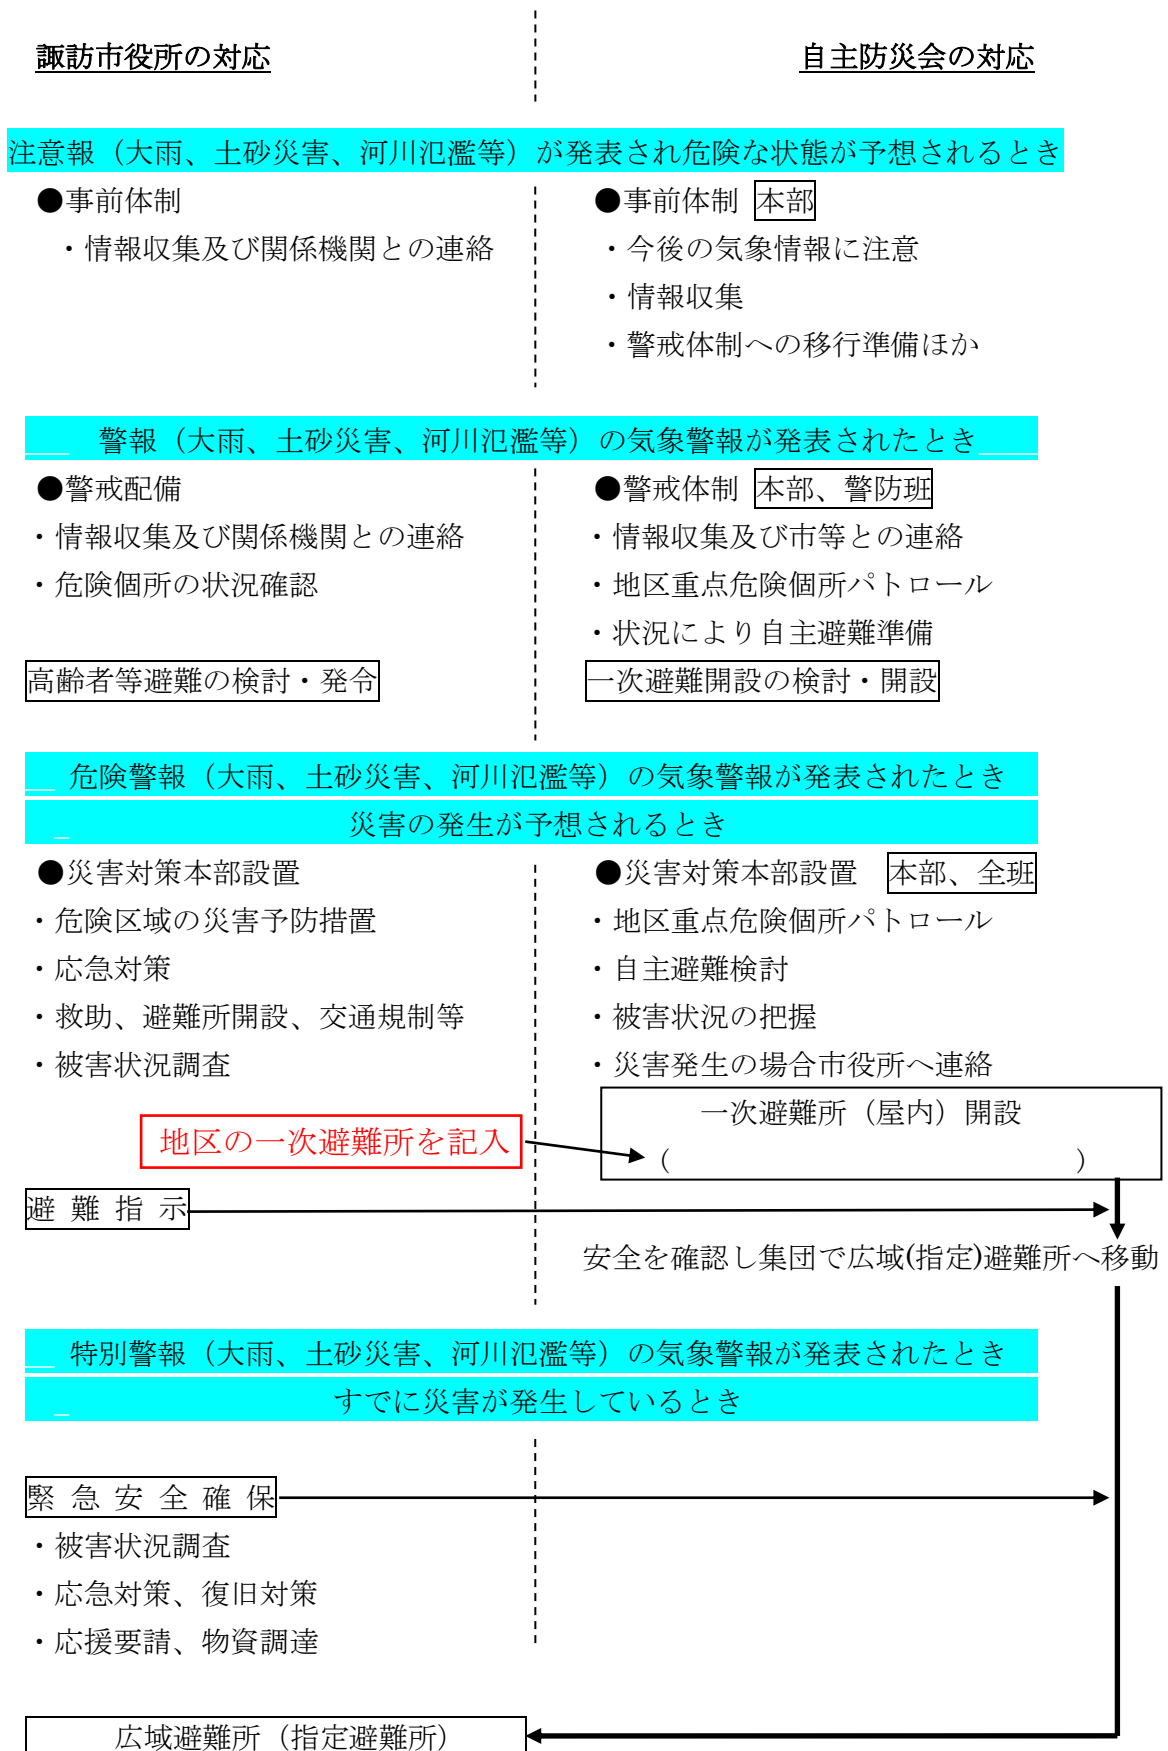 諏訪市役所の対応
自主防災会の対応
注意報（大雨、土砂災害、河川氾濫等）が発表され危険な状態が予想されるとき
●事前体制
・情報収集及び関係機関との連絡
●事前体制 本部
・今後の気象情報に注意
・情報収集
・警戒体制への移行準備ほか
警報（大雨、土砂災害、河川氾濫等）の気象警報が発表されたとき
●警戒配備
・情報収集及び関係機関との連絡
・危険個所の状況確認
高齢者等避難の検討・発令
●警戒体制 本部、警防班
・情報収集及び市等との連絡
・地区重点危険個所パトロール
・状況により自主避難準備
一次避難開設の検討・開設
危険警報（大雨、土砂災害、河川氾濫等）の気象警報が発表されたとき
災害の発生が予想されるとき
●災害対策本部設置
・危険区域の災害予防措置
・応急対策
・救助、避難所開設、交通規制等
・被害状況調査
●災害対策本部設置 本部、全班
・地区重点危険個所パトロール
・自主避難検討
・被害状況の把握
・災害発生の場合市役所へ連絡
地区の一次避難所を記入
一次避難所（屋内）開設
（　　　　　　　　　　　　　　）
避 難 指 示
安全を確認し集団で広域(指定)避難所へ移動
特別警報（大雨、土砂災害、河川氾濫等）の気象警報が発表されたとき
すでに災害が発生しているとき
緊 急 安 全 確 保
・被害状況調査
・応急対策、復旧対策
・応援要請、物資調達
広域避難所（指定避難所）